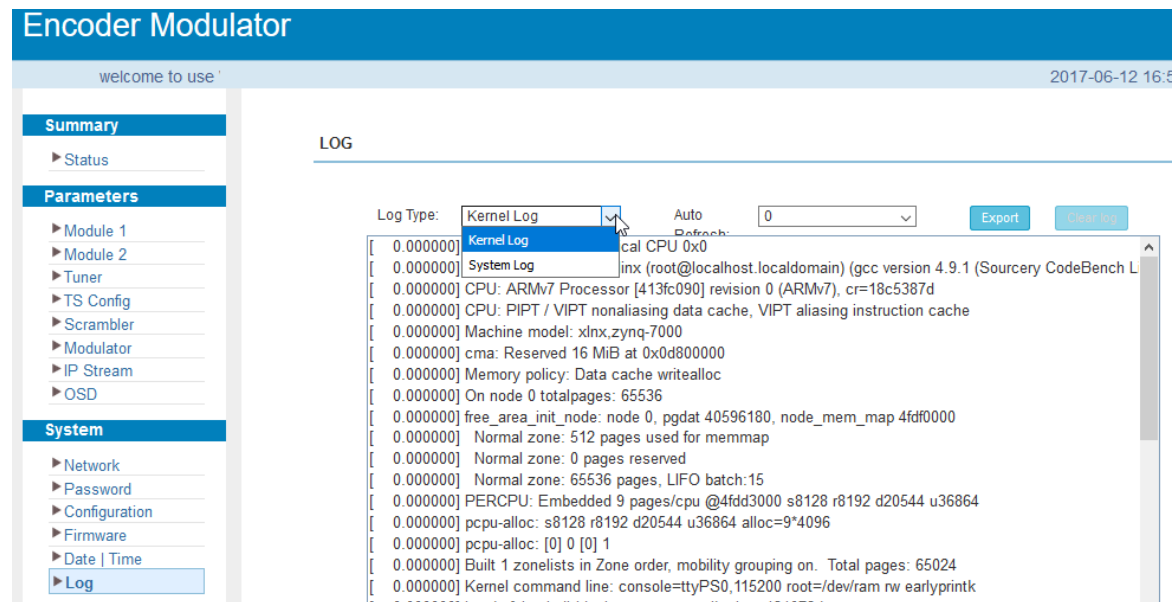 Encoder Modulator
welcome to use '
2017-06-12 16:5
Summary
Status
Parameters
Module 1
Module 2
Tuner
TS Config
Scrambler
Modulator
IP Stream
OSD
System
Network
Password
Configuration
Firmware
Date | Time
Log
LOG
Log Type: Kernel Log Auto Refresh: 0 Export Clear log
Kernel Log
System Log
[ 0.000000] cal CPU 0x0
[ 0.000000] inx (root@localhost.localdomain) (gcc version 4.9.1 (Sourcery CodeBench Li
[ 0.000000] CPU: ARMv7 Processor [413fc090] revision 0 (ARMv7), cr=18c5387d
[ 0.000000] CPU: PIPT / VIPT nonaliasing data cache, VIPT aliasing instruction cache
[ 0.000000] Machine model: xlnx,zynq-7000
[ 0.000000] cma: Reserved 16 MiB at 0x0d800000
[ 0.000000] Memory policy: Data cache writealloc
[ 0.000000] On node 0 totalpages: 65536
[ 0.000000] free_area_init_node: node 0, pgdat 40596180, node_mem_map 4fdf0000
[ 0.000000] Normal zone: 512 pages used for memmap
[ 0.000000] Normal zone: 0 pages reserved
[ 0.000000] Normal zone: 65536 pages, LIFO batch:15
[ 0.000000] PERCPU: Embedded 9 pages/cpu @4fdd3000 s8128 r8192 d20544 u36864
[ 0.000000] pcpu-alloc: s8128 r8192 d20544 u36864 alloc=9*4096
[ 0.000000] pcpu-alloc: [0] 0 [0] 1
[ 0.000000] Built 1 zonelists in Zone order, mobility grouping on. Total pages: 65024
[ 0.000000] Kernel command line: console=ttyPS0,115200 root=/dev/ram rw earlyprintk